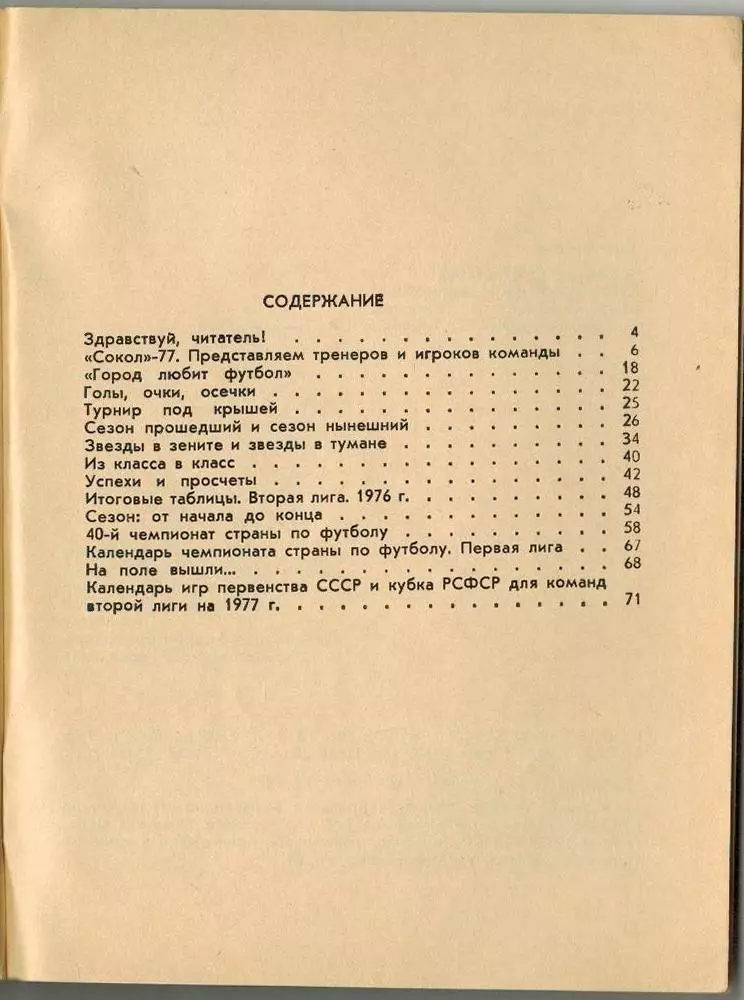 СОДЕРЖАНИЕ
Здравствуй, читатель! . . . . . . . . . . . . . . . 4
«Сокол»-77. Представляем тренеров и игроков команды . . 6
«Город любит футбол» . . . . . . . . . . . . . . 18
Голы, очки, осечки . . . . . . . . . . . . . . . . 22
Турнир под крышей . . . . . . . . . . . . . . . 25
Сезон прошедший и сезон нынешний . . . . . . . . . 26
Звезды в зените и звезды в тумане . . . . . . . . . . 34
Из класса в класс . . . . . . . . . . . . . . . . . 40
Успехи и просчеты . . . . . . . . . . . . . . . . 42
Итоговые таблицы. Вторая лига. 1976 г. . . . . . . . . . 48
Сезон: от начала до конца . . . . . . . . . . . . . 54
40-й чемпионат страны по футболу . . . . . . . . . . 58
Календарь чемпионата страны по футболу. Первая лига . . 67
На поле вышли... . . . . . . . . . . . . . . . . . . 68
Календарь игр первенства СССР и кубка РСФСР для команд
второй лиги на 1977 г. . . . . . . . . . . . . . . . 71